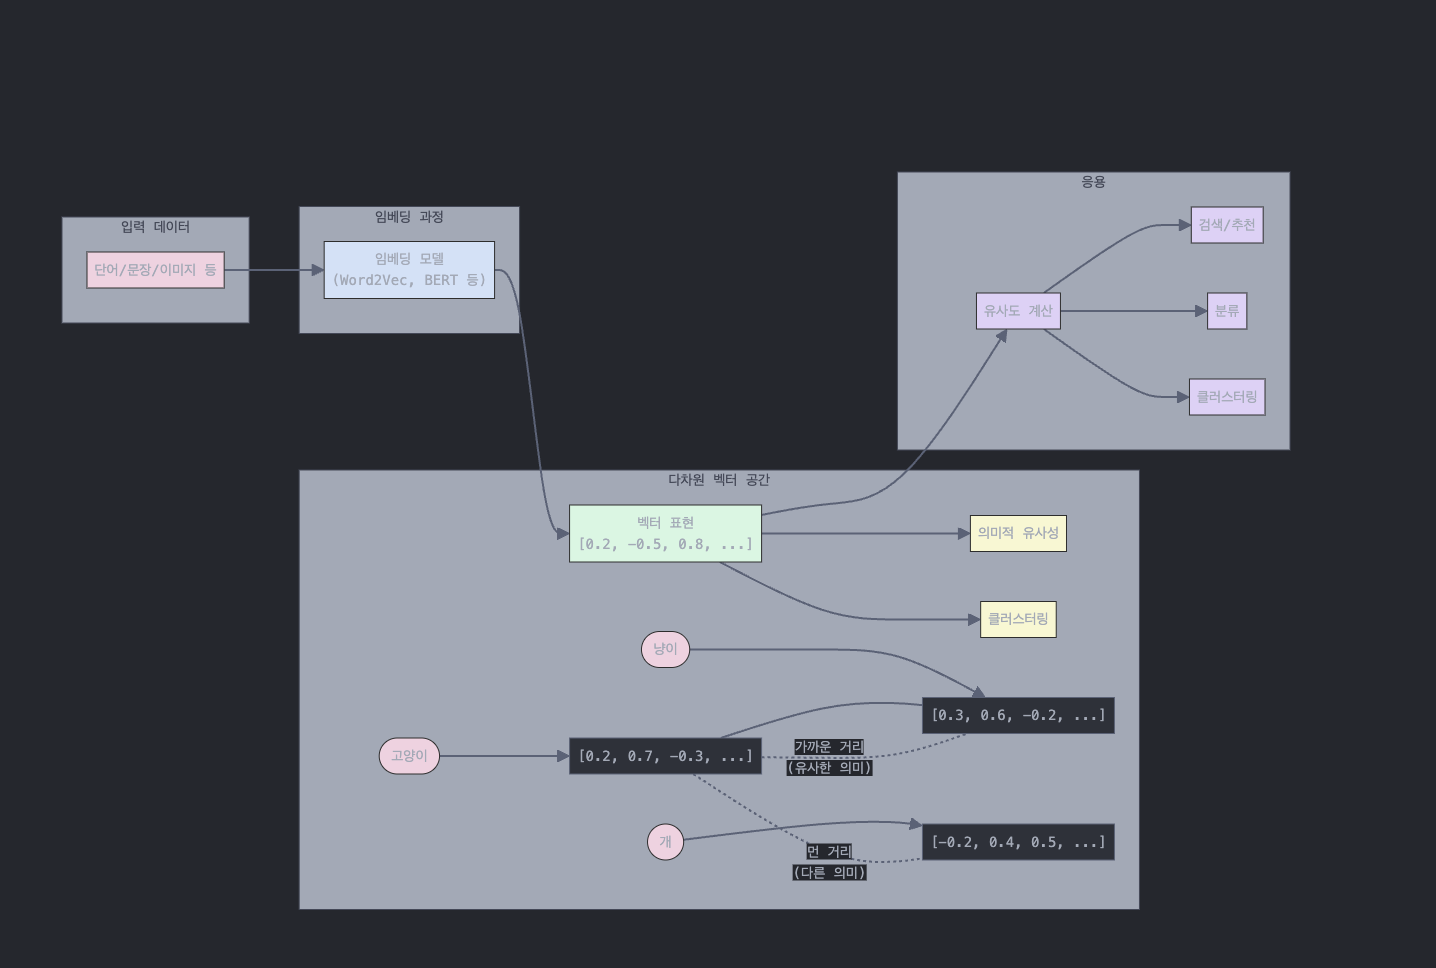 입력 데이터
단어/문장/이미지 등
임베딩 과정
임베딩 모델
(Word2Vec, BERT 등)
응용
유사도 계산
검색/추천
분류
클러스터링
다차원 벡터 공간
벡터 표현
[0.2, −0.5, 0.8, ...]
의미적 유사성
클러스터링
냥이
[0.3, 0.6, −0.2, ...]
고양이
[0.2, 0.7, −0.3, ...]
가까운 거리
(유사한 의미)
개
[−0.2, 0.4, 0.5, ...]
먼 거리
(다른 의미)